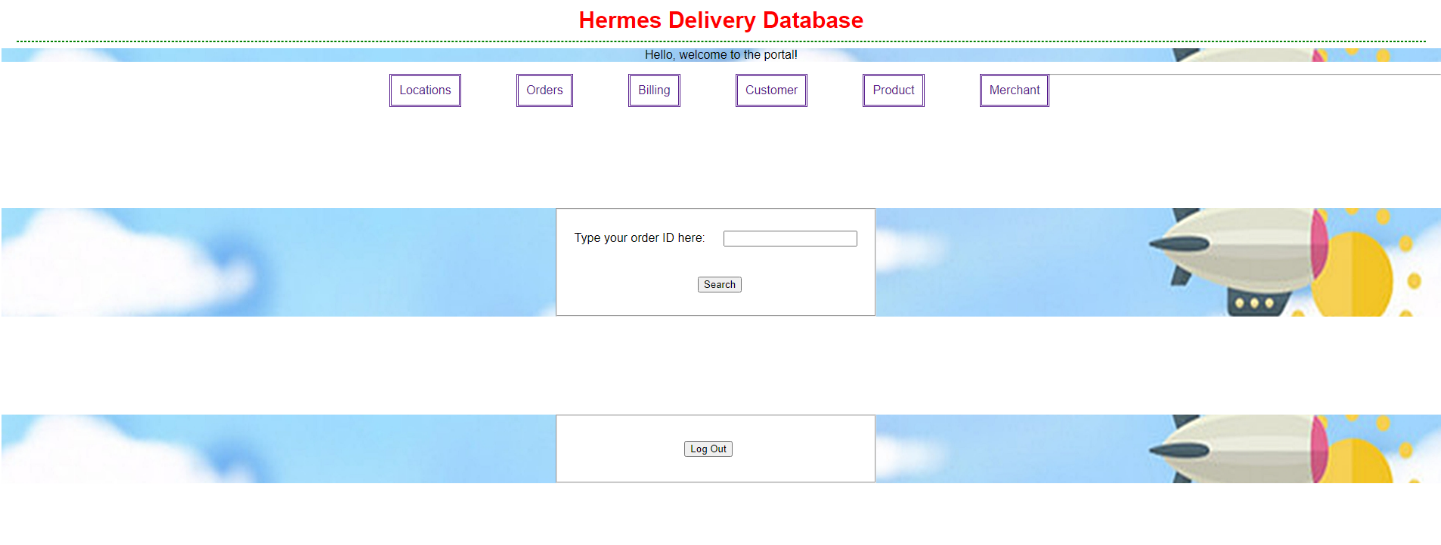 Hermes Delivery Database
Hello, welcome to the portal!
Locations Orders Billing Customer Product Merchant
Type your order ID here:
Search
Log Out